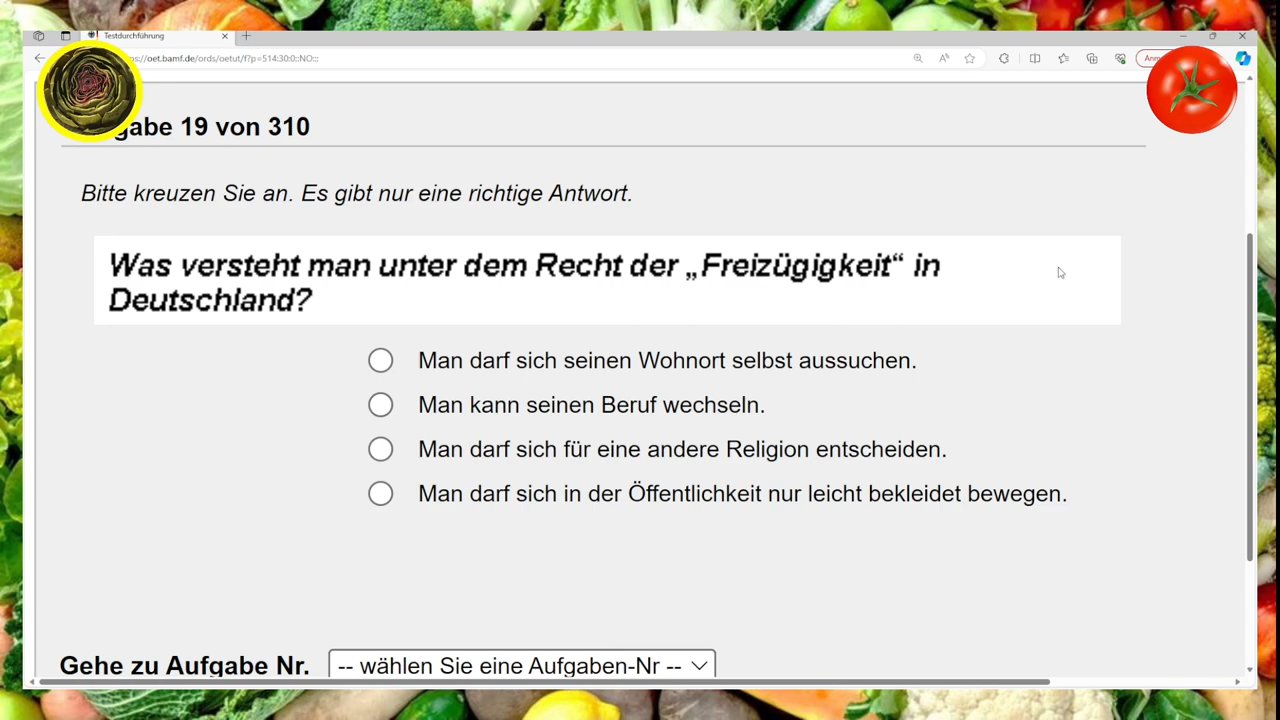 Testdurchführung
oet.bamf.de/ords/oetut/f?p=514:30:0::NO:::
gabe 19 von 310
Bitte kreuzen Sie an. Es gibt nur eine richtige Antwort.
Was versteht man unter dem Recht der „Freizügigkeit“ in
Deutschland?
Man darf sich seinen Wohnort selbst aussuchen.
Man kann seinen Beruf wechseln.
Man darf sich für eine andere Religion entscheiden.
Man darf sich in der Öffentlichkeit nur leicht bekleidet bewegen.
Gehe zu Aufgabe Nr.
-- wählen Sie eine Aufgaben-Nr --